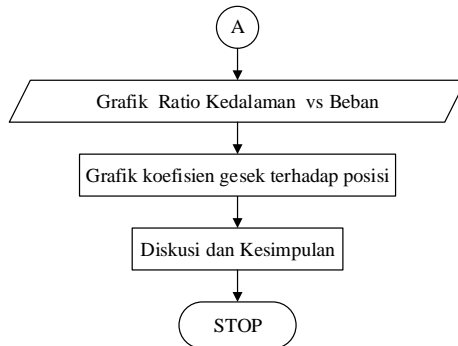 A
Grafik Ratio Kedalaman vs Beban
Grafik koefisien gesek terhadap posisi
Diskusi dan Kesimpulan
STOP